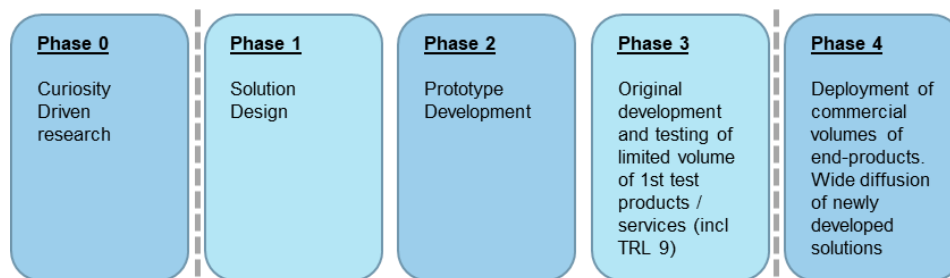 Phase 0
Curiosity
Driven
research
Phase 1
Solution
Design
Phase 2
Prototype
Development
Phase 3
Original
development
and testing of
limited volume
of 1st test
products /
services (incl
TRL 9)
Phase 4
Deployment of
commercial
volumes of
end-products.
Wide diffusion
of newly
developed
solutions